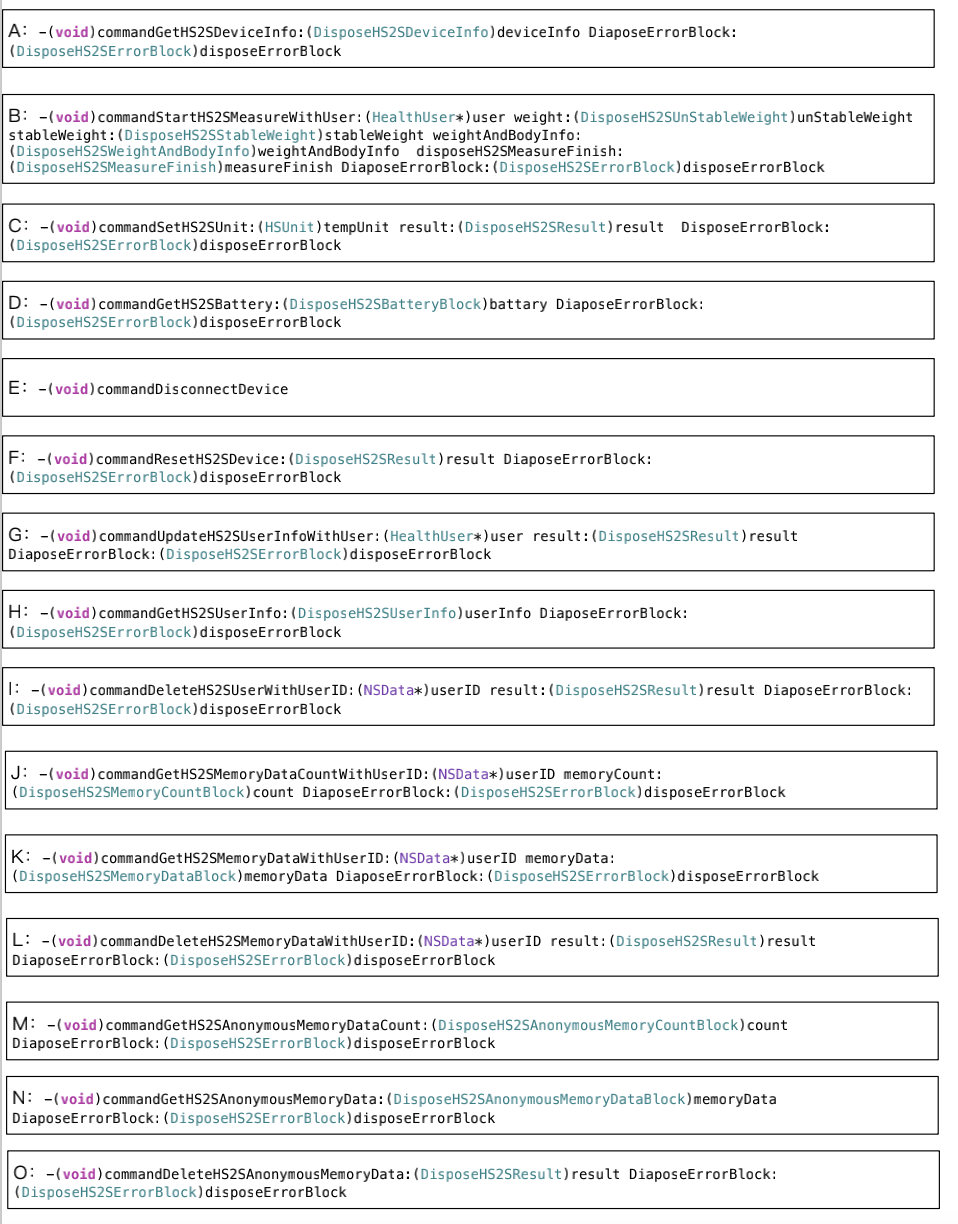 A: -(void)commandGetHS2SDeviceInfo:(DisposeHS2SDeviceInfo)deviceInfo DiaposeErrorBlock:
(DisposeHS2SErrorBlock)disposeErrorBlock
B: -(void)commandStartHS2SMeasureWithUser:(HealthUser*)user weight:(DisposeHS2SUnStableWeight)unStableWeight
stableWeight:(DisposeHS2SStableWeight)stableWeight weightAndBodyInfo:
(DisposeHS2SWeightAndBodyInfo)weightAndBodyInfo  disposeHS2SMeasureFinish:
(DisposeHS2SMeasureFinish)measureFinish DiaposeErrorBlock:(DisposeHS2SErrorBlock)disposeErrorBlock
C: -(void)commandSetHS2SUnit:(HSUnit)tempUnit result:(DisposeHS2SResult)result  DisposeErrorBlock:
(DisposeHS2SErrorBlock)disposeErrorBlock
D: -(void)commandGetHS2SBattery:(DisposeHS2SBatteryBlock)battary DiaposeErrorBlock:
(DisposeHS2SErrorBlock)disposeErrorBlock
E: -(void)commandDisconnectDevice
F: -(void)commandResetHS2SDevice:(DisposeHS2SResult)result DiaposeErrorBlock:
(DisposeHS2SErrorBlock)disposeErrorBlock
G: -(void)commandUpdateHS2SUserInfoWithUser:(HealthUser*)user result:(DisposeHS2SResult)result
DiaposeErrorBlock:(DisposeHS2SErrorBlock)disposeErrorBlock
H: -(void)commandGetHS2SUserInfo:(DisposeHS2SUserInfo)userInfo DiaposeErrorBlock:
(DisposeHS2SErrorBlock)disposeErrorBlock
I: -(void)commandDeleteHS2SUserWithUserID:(NSData*)userID result:(DisposeHS2SResult)result DiaposeErrorBlock:
(DisposeHS2SErrorBlock)disposeErrorBlock
J: -(void)commandGetHS2SMemoryDataCountWithUserID:(NSData*)userID memoryCount:
(DisposeHS2SMemoryCountBlock)count DiaposeErrorBlock:(DisposeHS2SErrorBlock)disposeErrorBlock
K: -(void)commandGetHS2SMemoryDataWithUserID:(NSData*)userID memoryData:
(DisposeHS2SMemoryDataBlock)memoryData DiaposeErrorBlock:(DisposeHS2SErrorBlock)disposeErrorBlock
L: -(void)commandDeleteHS2SMemoryDataWithUserID:(NSData*)userID result:(DisposeHS2SResult)result
DiaposeErrorBlock:(DisposeHS2SErrorBlock)disposeErrorBlock
M: -(void)commandGetHS2SAnonymousMemoryDataCount:(DisposeHS2SAnonymousMemoryCountBlock)count
DiaposeErrorBlock:(DisposeHS2SErrorBlock)disposeErrorBlock
N: -(void)commandGetHS2SAnonymousMemoryData:(DisposeHS2SAnonymousMemoryDataBlock)memoryData
DiaposeErrorBlock:(DisposeHS2SErrorBlock)disposeErrorBlock
O: -(void)commandDeleteHS2SAnonymousMemoryData:(DisposeHS2SResult)result DiaposeErrorBlock:
(DisposeHS2SErrorBlock)disposeErrorBlock